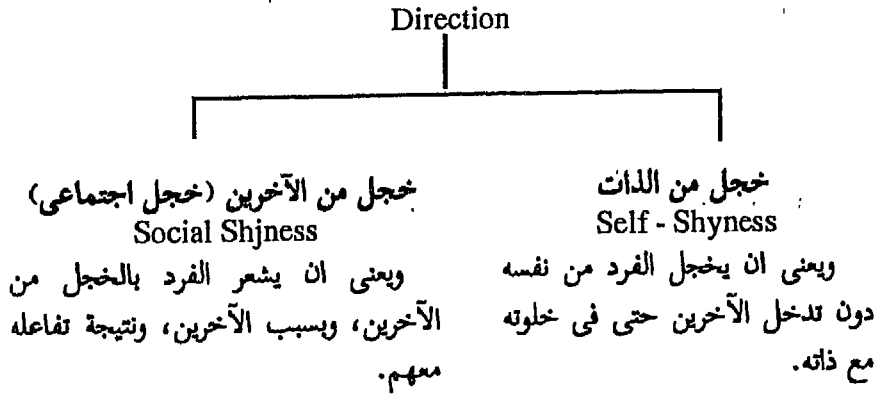 Direction
خجل من الذات
Self - Shyness
ويعنى ان يخجل الفرد من نفسه
دون تدخل الآخرين حتى فى خلوته
مع ذاته.
خجل من الآخرين (خجل اجتماعى)
Social Shjness
ويعنى ان يشعر الفرد بالخجل من
الآخرين، وبسبب الآخرين، ونتيجة تفاعله
معهم.